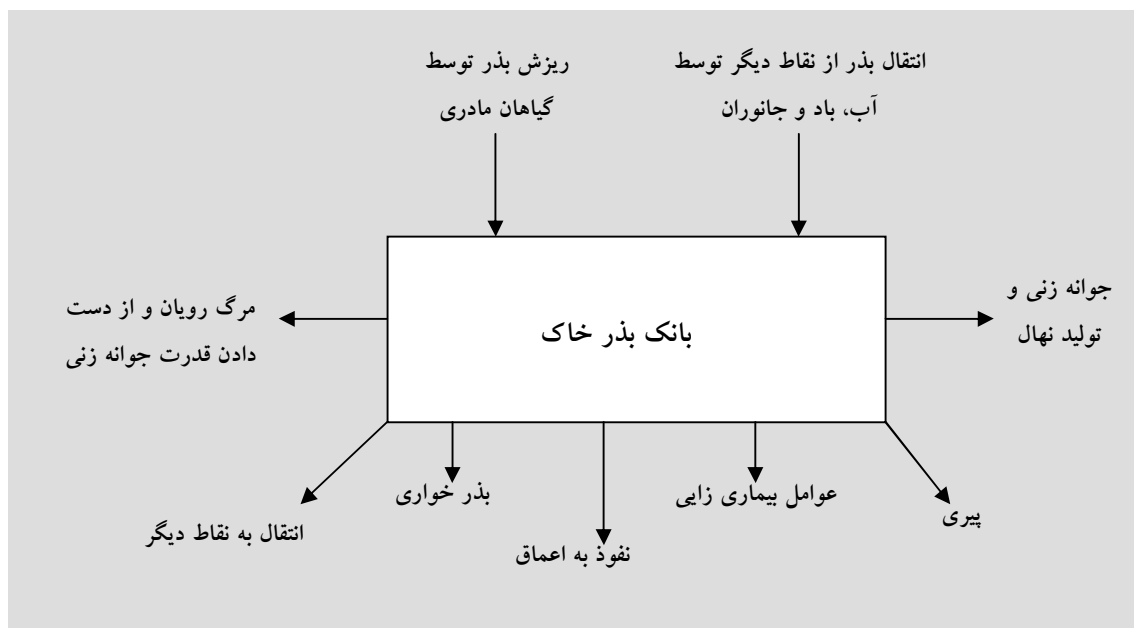 انتقال بذر از نقاط دیگر توسط
آب، باد و جانوران
ریزش بذر توسط
گیاهان مادری
جوانه زنی و
تولید نهال
بانک بذر خاک
مرگ رویان و از دست
دادن قدرت جوانه زنی
پیری
عوامل بیماری زایی
نفوذ به اعماق
بذر خواری
انتقال به نقاط دیگر